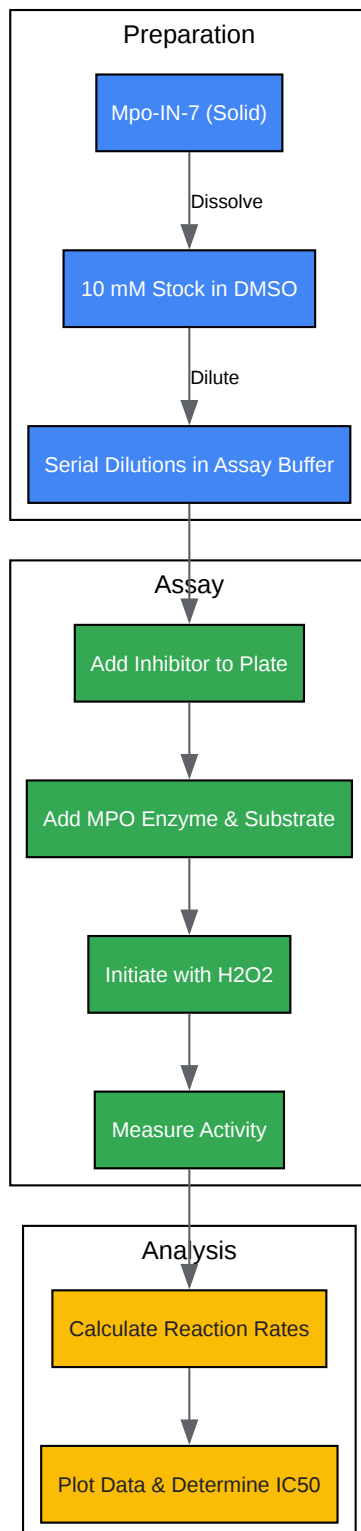 Preparation
Mpo-IN-7 (Solid)
Dissolve
10 mM Stock in DMSO
Dilute
Serial Dilutions in Assay Buffer
Assay
Add Inhibitor to Plate
Add MPO Enzyme & Substrate
Initiate with H2O2
Measure Activity
Analysis
Calculate Reaction Rates
Plot Data & Determine IC50